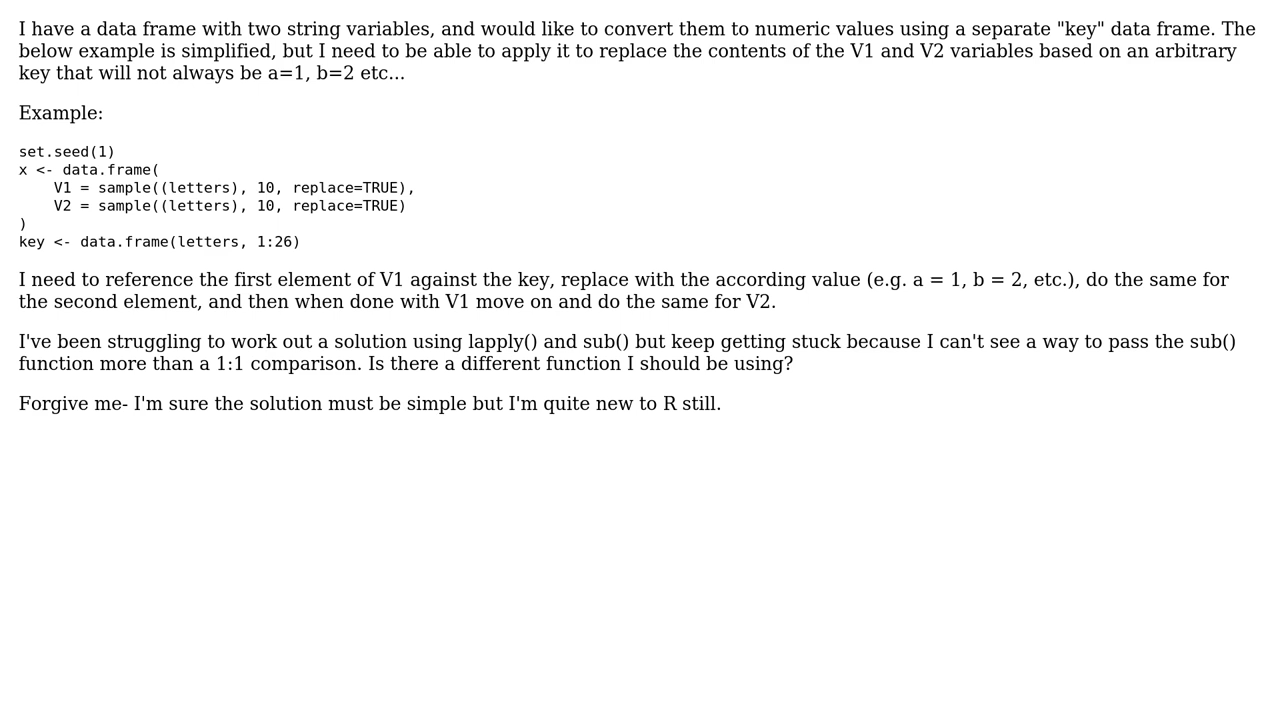 I have a data frame with two string variables, and would like to convert them to numeric values using a separate "key" data frame. The
below example is simplified, but I need to be able to apply it to replace the contents of the V1 and V2 variables based on an arbitrary
key that will not always be a=1, b=2 etc...
Example:
set.seed(1)
x <- data.frame(
    V1 = sample((letters), 10, replace=TRUE),
    V2 = sample((letters), 10, replace=TRUE)
)
key <- data.frame(letters, 1:26)
I need to reference the first element of V1 against the key, replace with the according value (e.g. a = 1, b = 2, etc.), do the same for
the second element, and then when done with V1 move on and do the same for V2.
I've been struggling to work out a solution using lapply() and sub() but keep getting stuck because I can't see a way to pass the sub()
function more than a 1:1 comparison. Is there a different function I should be using?
Forgive me- I'm sure the solution must be simple but I'm quite new to R still.